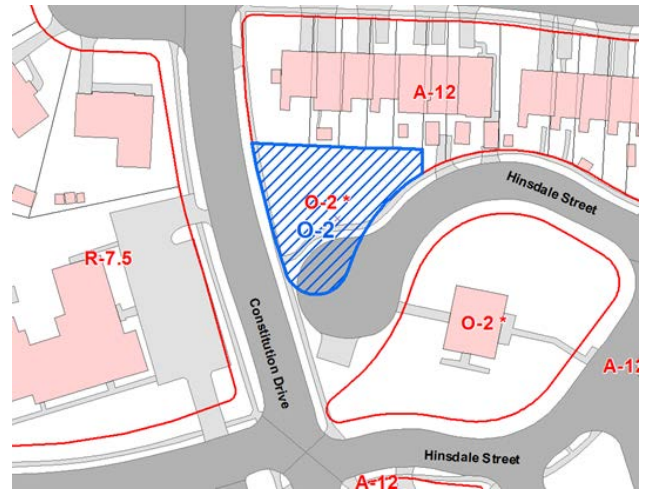 A-12
Hinsdale Street
O-2 *
O-2
R-7.5
Constitution Drive
O-2 *
A-12
Hinsdale Street
A-12